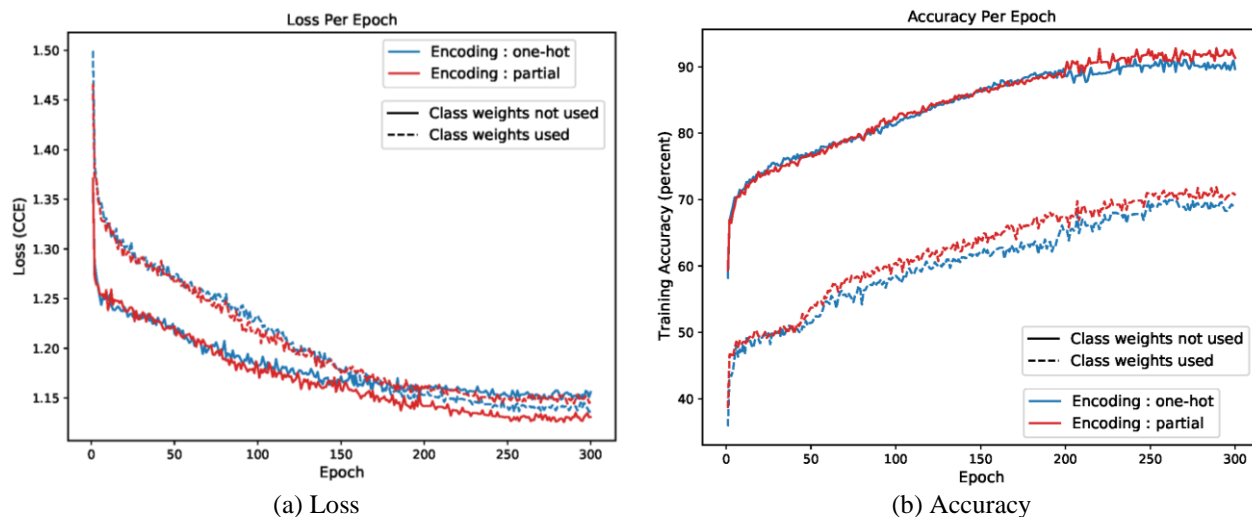 Loss Per Epoch
1.50
1.45
1.40
1.35
1.30
1.25
1.20
1.15
Loss (CCE)
Encoding : one-hot
Encoding : partial
Class weights not used
Class weights used
0 50 100 150 200 250 300
Epoch
(a) Loss
Accuracy Per Epoch
90
80
70
60
50
40
Training Accuracy (percent)
Class weights not used
Class weights used
Encoding : one-hot
Encoding : partial
0 50 100 150 200 250 300
Epoch
(b) Accuracy